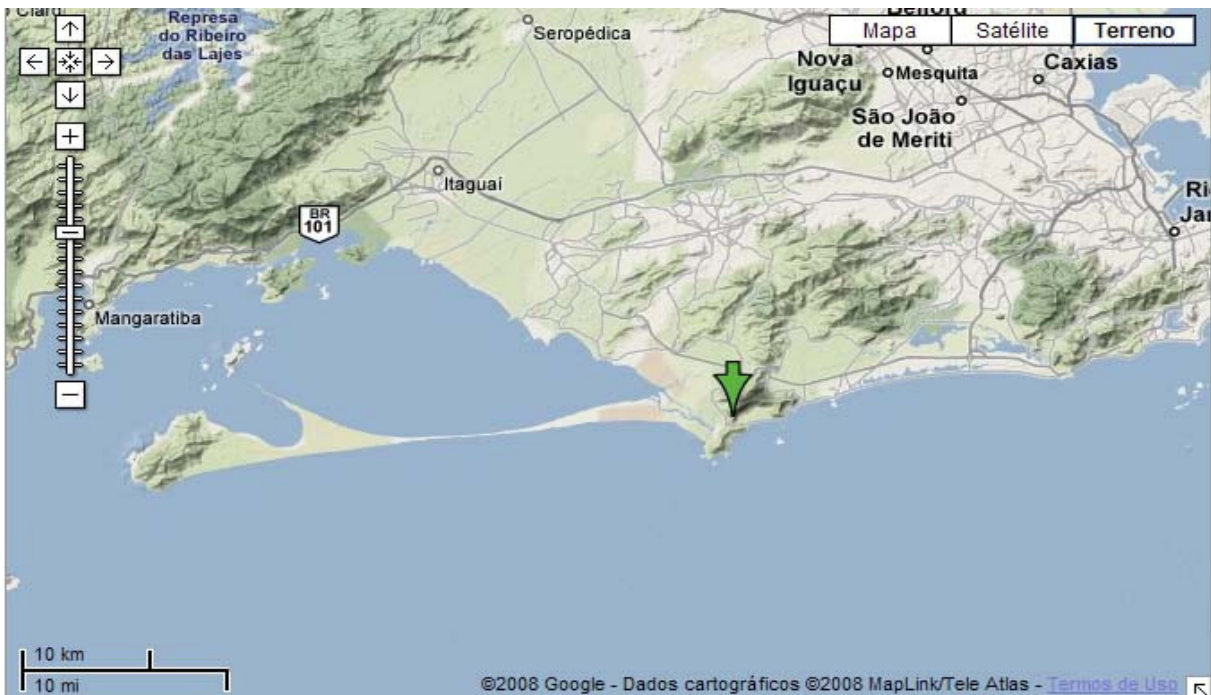 Represa
do Ribeiro
das Lajes
Seropédica
Mapa
Satélite
Terreno
Nova
Iguaçu
Mesquita
Caxias
São João
de Meriti
Itaguaí
BR
101
Mangaratiba
10 km
10 mi
©2008 Google - Dados cartográficos ©2008 MapLink/Tele Atlas - Termos de Uso